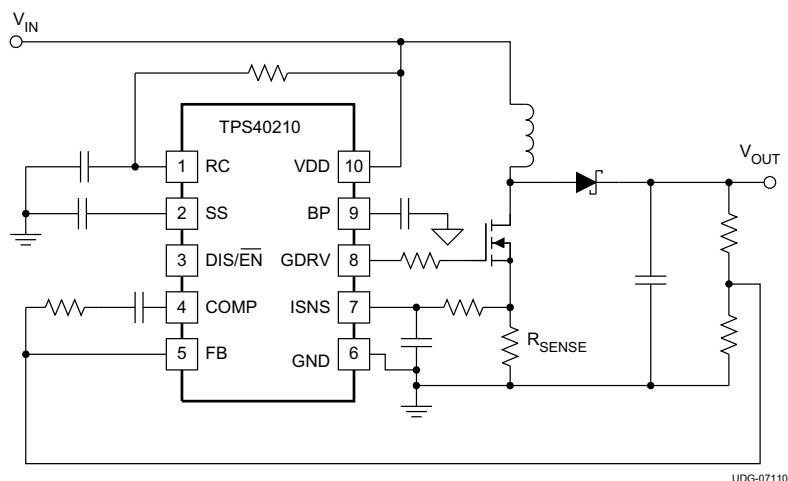 VIN
TPS40210
VOUT
1 RC
VDD 10
2 SS
BP 9
3 DIS/EN
GDRV 8
4 COMP
ISNS 7
5 FB
GND 6
RSENSE
UDG-07110